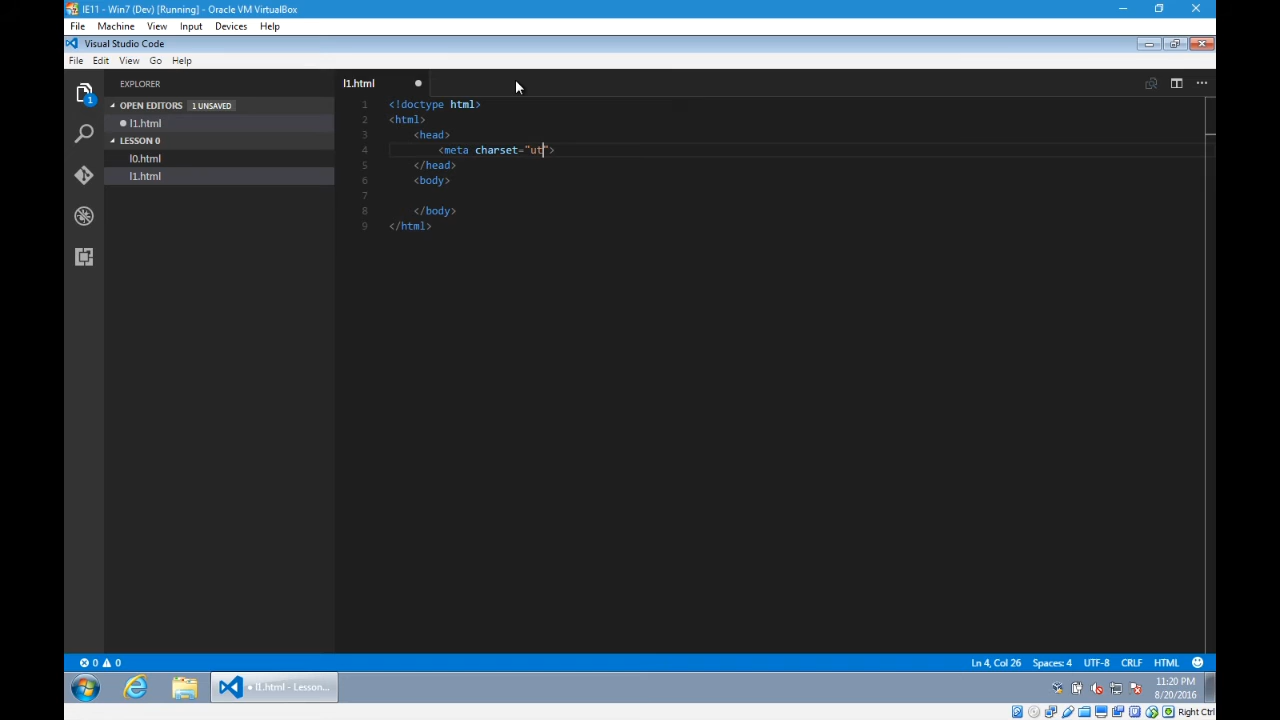 IE11 - Win7 (Dev) [Running] - Oracle VM VirtualBox
File Machine View Input Devices Help
Visual Studio Code
File Edit View Go Help
EXPLORER
OPEN EDITORS 1 UNSAVED
l1.html
LESSON 0
l0.html
l1.html
1
l1.html
1 <!doctype html>
2 <html>
3 <head>
4 <meta charset="ut">
5 </head>
6 <body>
7
8 </body>
9 </html>
0 0
Ln 4, Col 26 Spaces: 4 UTF-8 CRLF HTML
l1.html - Lesson...
11:20 PM
8/20/2016
Right Ctrl